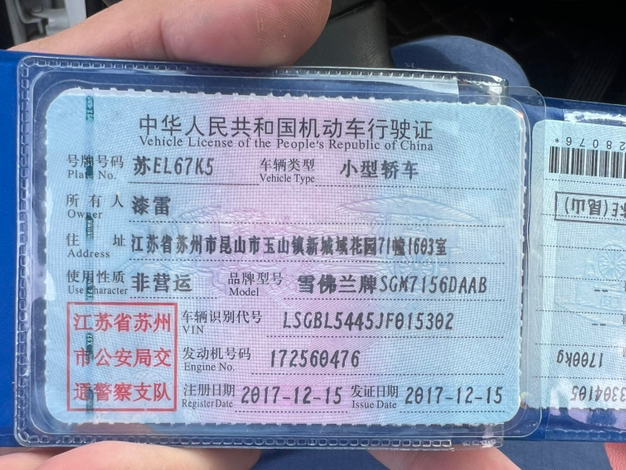 中华人民共和国机动车行驶证
Vehicle License of the People's Republic of China
号牌号码 苏EL67K5 车辆类型 小型轿车
Plate No. Vehicle Type
所有人 漆雷
Owner
住址 江苏省苏州市昆山市玉山镇新城域花园71幢1603室
Address
使用性质 非营运 品牌型号 雪佛兰牌SGM7156DAAB
Use Character Model
江苏省苏州
市公安局交
通警察支队
车辆识别代号 LSGBL5445JF015302
VIN
发动机号码 172560476
Engine No.
注册日期 2017-12-15 发证日期 2017-12-15
Register Date Issue Date
28076*
(昆山)
1700kg
3304105